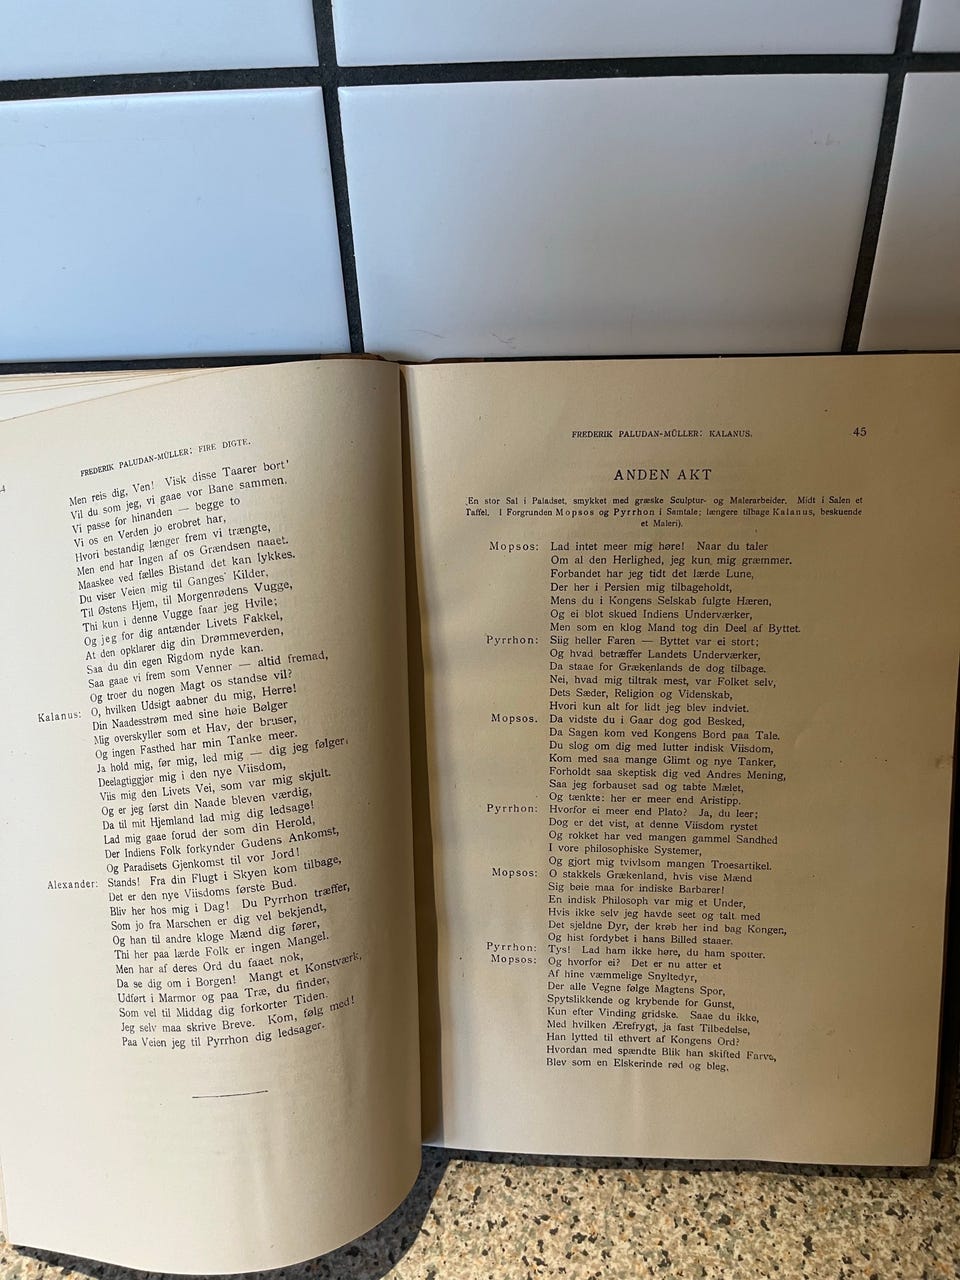 4
FREDERIK PALUDAN-MÜLLER: FIRE DIGTE.
Men reis dig, Ven! Visk disse Taarer bort'
Vil du som jeg, vi gaae vor Bane sammen.
Vi passe for hinanden — begge to
Vi os en Verden jo erobret har,
Hvori bestandig længer frem vi trængte,
Men end har Ingen af os Grændsen naaet.
Maaskee ved fælles Bistand det kan lykkes.
Du viser Veien mig til Ganges' Kilder,
Til Østens Hjem, til Morgenrødens Vugge,
Thi kun i denne Vugge faar jeg Hvile;
Og jeg for dig antænder Livets Fakkel,
At den opklarer dig din Drømmeverden,
Saa du din egen Rigdom nyde kan.
Saa gaae vi frem som Venner — altid fremad,
Og troer du nogen Magt os standse vil?
Kalanus: O, hvilken Udsigt aabner du mig, Herre!
Din Naadesstrøm med sine høie Bølger
Mig overskyller som et Hav, der bruser,
Og ingen Fasthed har min Tanke meer.
Ja hold mig, før mig, led mig — dig jeg følger,
Deelagtiggjør mig i den nye Viisdom,
Viis mig den Livets Vei, som var mig skjult.
Og er jeg først din Naade bleven værdig,
Da til mit Hjemland lad mig dig ledsage!
Lad mig gaae forud der som din Herold,
Der Indiens Folk forkynder Gudens Ankomst,
Og Paradisets Gjenkomst til vor Jord!
Alexander: Stands! Fra din Flugt i Skyen kom tilbage,
Det er den nye Viisdoms første Bud.
Bliv her hos mig i Dag! Du Pyrrhon træffer,
Som jo fra Marschen er dig vel bekjendt,
Og han til andre kloge Mænd dig fører,
Thi her paa lærde Folk er ingen Mangel.
Men har af deres Ord du faaet nok,
Da se dig om i Borgen! Mangt et Konstværk,
Udført i Marmor og paa Træ, du finder,
Som vel til Middag dig forkorter Tiden.
Jeg selv maa skrive Breve. Kom, følg med!
Paa Veien jeg til Pyrrhon dig ledsager.
FREDERIK PALUDAN-MÜLLER: KALANUS. 45
ANDEN AKT
(En stor Sal i Paladset, smykket med græske Sculptur- og Malerarbeider. Midt i Salen et
Taffel. I Forgrunden Mopsos og Pyrrhon i Samtale; længere tilbage Kalanus, beskuende
et Maleri).
Mopsos: Lad intet meer mig høre! Naar du taler
Om al den Herlighed, jeg kun mig græmmer.
Forbandet har jeg tidt det lærde Lune,
Der her i Persien mig tilbageholdt,
Mens du i Kongens Selskab fulgte Hæren,
Og ei blot skued Indiens Underværker,
Men som en klog Mand tog din Deel af Byttet.
Pyrrhon: Siig heller Faren — Byttet var ei stort;
Og hvad betræffer Landets Underværker,
Da staae for Grækenlands de dog tilbage.
Nei, hvad mig tiltrak mest, var Folket selv,
Dets Sæder, Religion og Videnskab,
Hvori kun alt for lidt jeg blev indviet.
Mopsos. Da vidste du i Gaar dog god Besked,
Da Sagen kom ved Kongens Bord paa Tale.
Du slog om dig med lutter indisk Viisdom,
Kom med saa mange Glimt og nye Tanker,
Forholdt saa skeptisk dig ved Andres Mening,
Saa jeg forbauset sad og tabte Mælet,
Og tænkte: her er meer end Aristipp.
Pyrrhon: Hvorfor ei meer end Plato? Ja, du leer;
Dog er det vist, at denne Viisdom rystet
Og rokket har ved mangen gammel Sandhed
I vore philosophiske Systemer,
Og gjort mig tvivlsom mangen Troesartikel.
Mopsos: O stakkels Grækenland, hvis vise Mænd
Sig beie maa for indiske Barbarer!
En indisk Philosoph var mig et Under,
Hvis ikke selv jeg havde seet og talt med
Det sjeldne Dyr, der krøb her ind bag Kongen,
Og hist fordybet i hans Billed staaer.
Pyrrhon: Tys! Lad ham ikke høre, du ham spotter.
Mopsos: Og hvorfor ei? Det er nu atter et
Af hine væmmelige Snyltedyr,
Der alle Vegne følge Magtens Spor,
Spytslikkende og krybende for Gunst,
Kun efter Vinding gridske. Saae du ikke,
Med hvilken Ærefrygt, ja fast Tilbedelse,
Han lytted til ethvert af Kongens Ord?
Hvordan med spændte Blik han skifted Farve,
Blev som en Elskerinde rød og bleg,